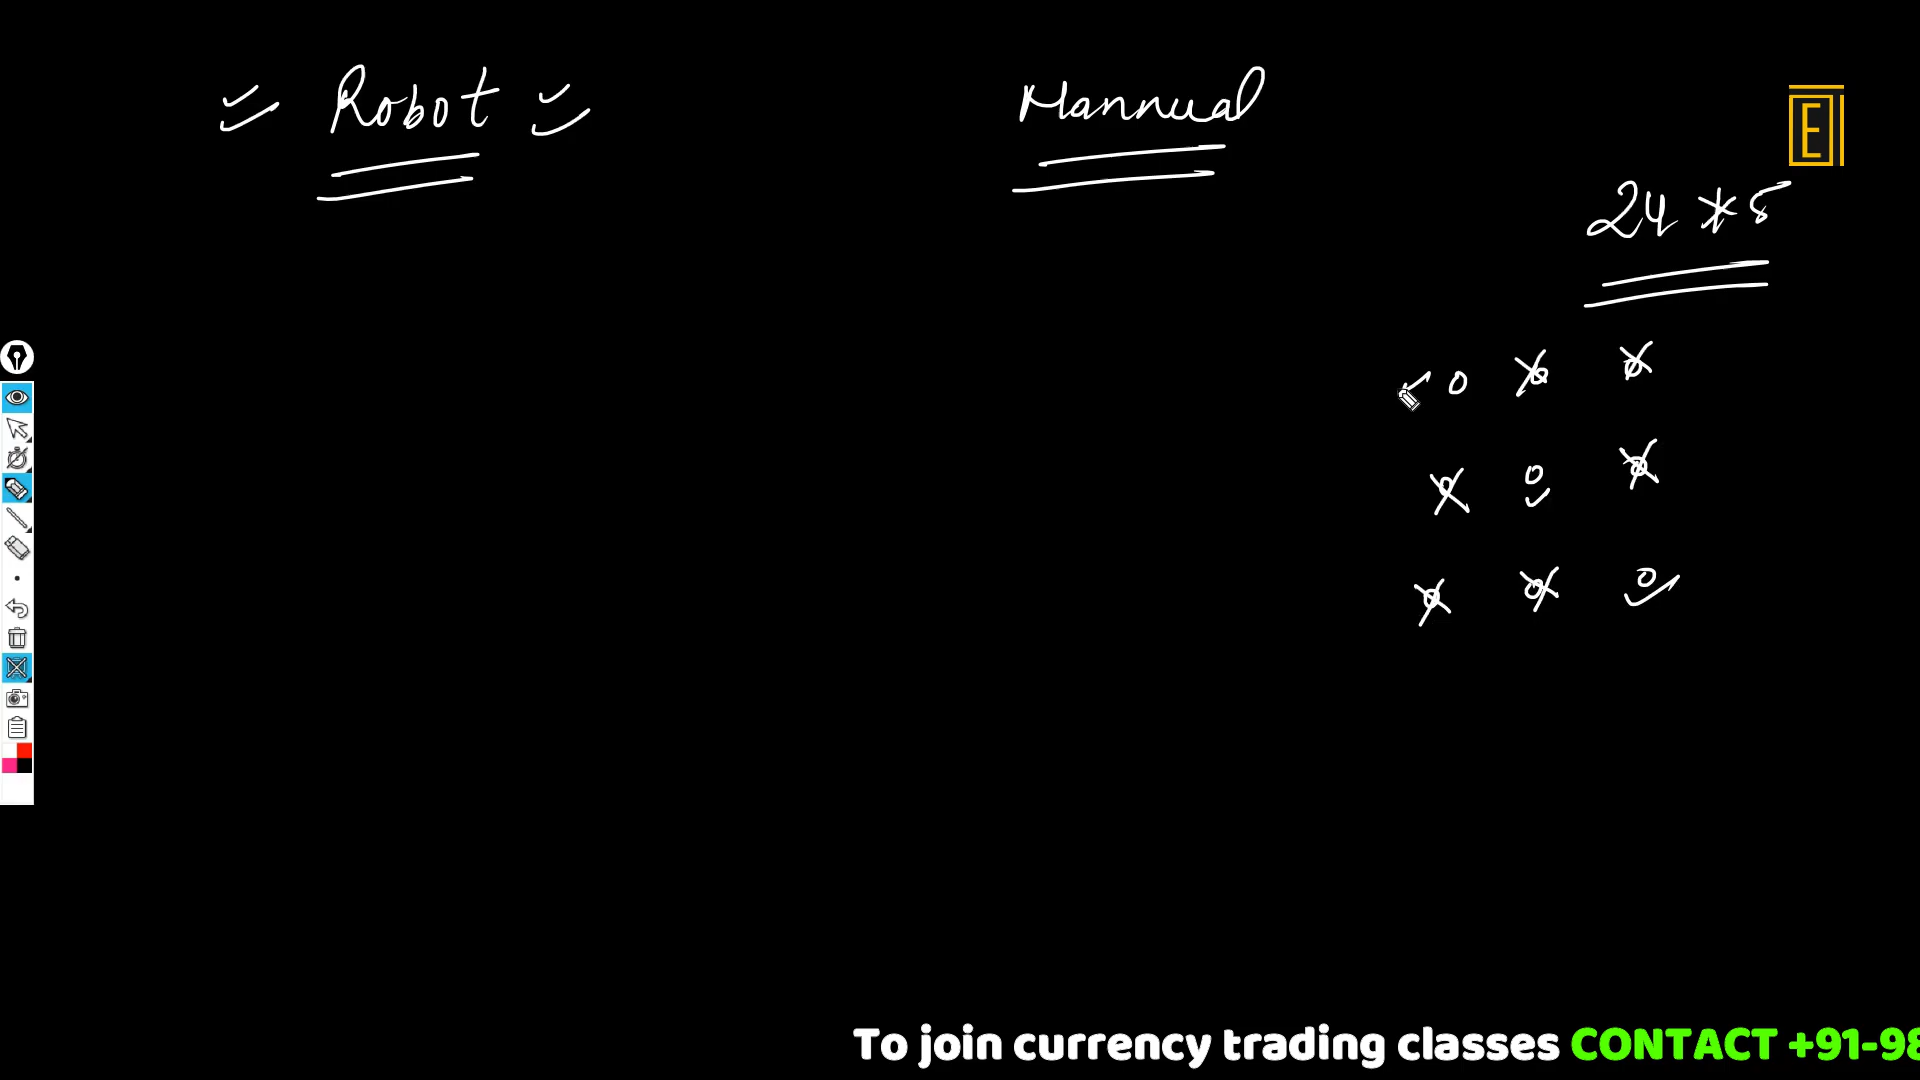 Robot
Mannual
E
24 * 5
To join currency trading classes CONTACT +91-98